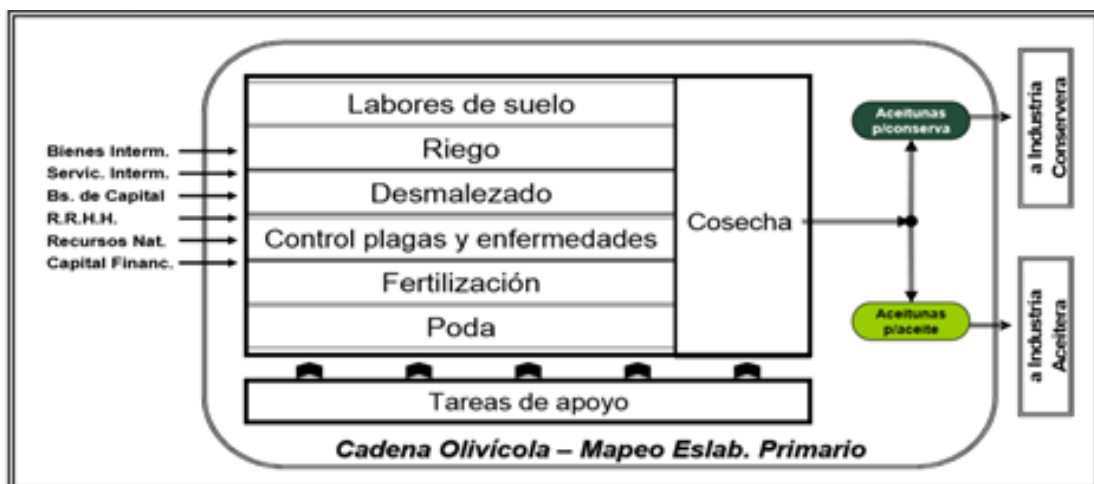 Bienes Interm.
Servic. Interm.
Bs. de Capital
R.R.H.H.
Recursos Nat.
Capital Financ.
Labores de suelo
Riego
Desmalezado
Control plagas y enfermedades
Fertilización
Poda
Cosecha
Aceitunas
p/conserva
Aceitunas
p/aceite
a Industria
Conservera
a Industria
Aceitera
Tareas de apoyo
Cadena Olivícola – Mapeo Eslab. Primario